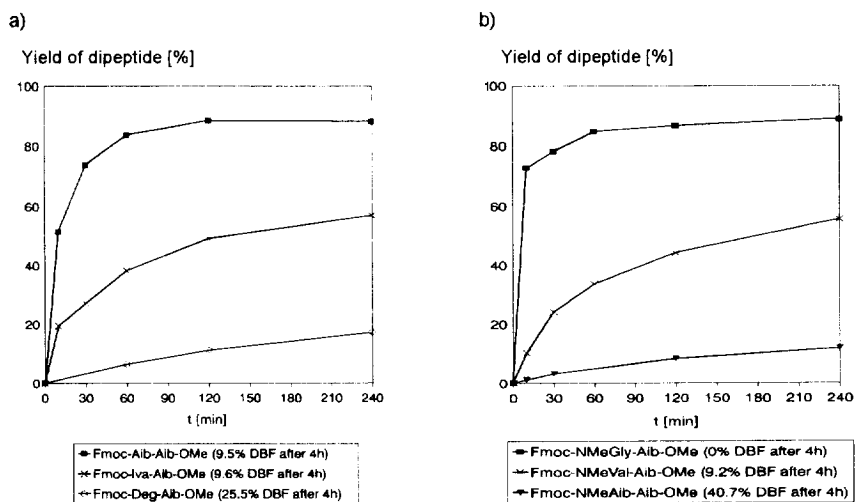 a)
Yield of dipeptide [%]
100
80
60
40
20
0
0 30 60 90 120 150 180 210 240
t [min]
Fmoc-Aib-Aib-OMe (9.5% DBF after 4h)
Fmoc-Iva-Aib-OMe (9.6% DBF after 4h)
Fmoc-Deg-Aib-OMe (25.5% DBF after 4h)
b)
Yield of dipeptide [%]
100
80
60
40
20
0
0 30 60 90 120 150 180 210 240
t [min]
Fmoc-NMeGly-Aib-OMe (0% DBF after 4h)
Fmoc-NMeVal-Aib-OMe (9.2% DBF after 4h)
Fmoc-NMeAib-Aib-OMe (40.7% DBF after 4h)